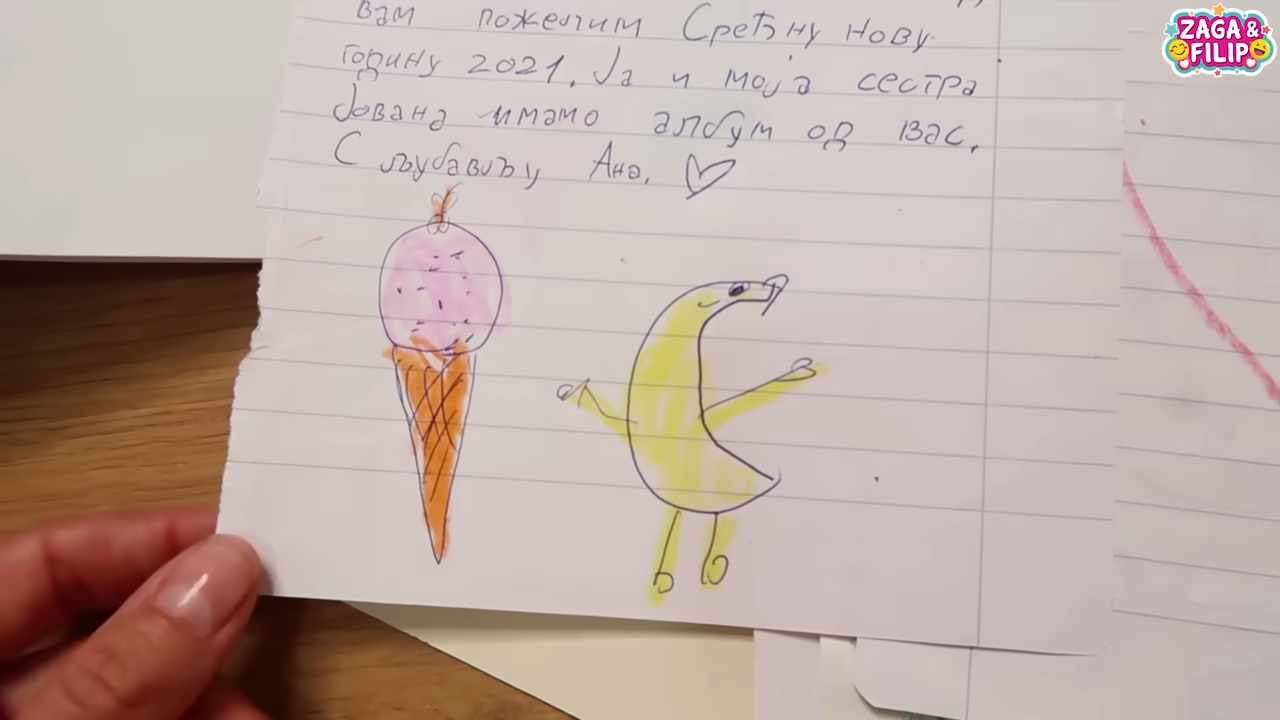 вам пожелим Срећну нову
годину 2021. Ја и моја сестра
Јована имамо албум од вас.
С љубављу Ана.
ZAGA &
FILIP